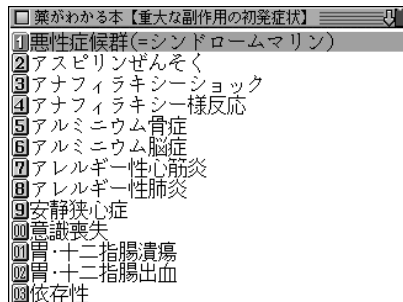 薬がわかる本【重大な副作用の初発症状】
1悪性症候群(=シンドロームマリン)
2アスピリンぜんそく
3アナフィラキシーショック
4アナフィラキシー様反応
5アルミニウム骨症
6アルミニウム脳症
7アレルギー性心筋炎
8アレルギー性肺炎
9安静狭心症
00意識喪失
01胃·十二指腸潰瘍
02胃·十二指腸出血
03依存性